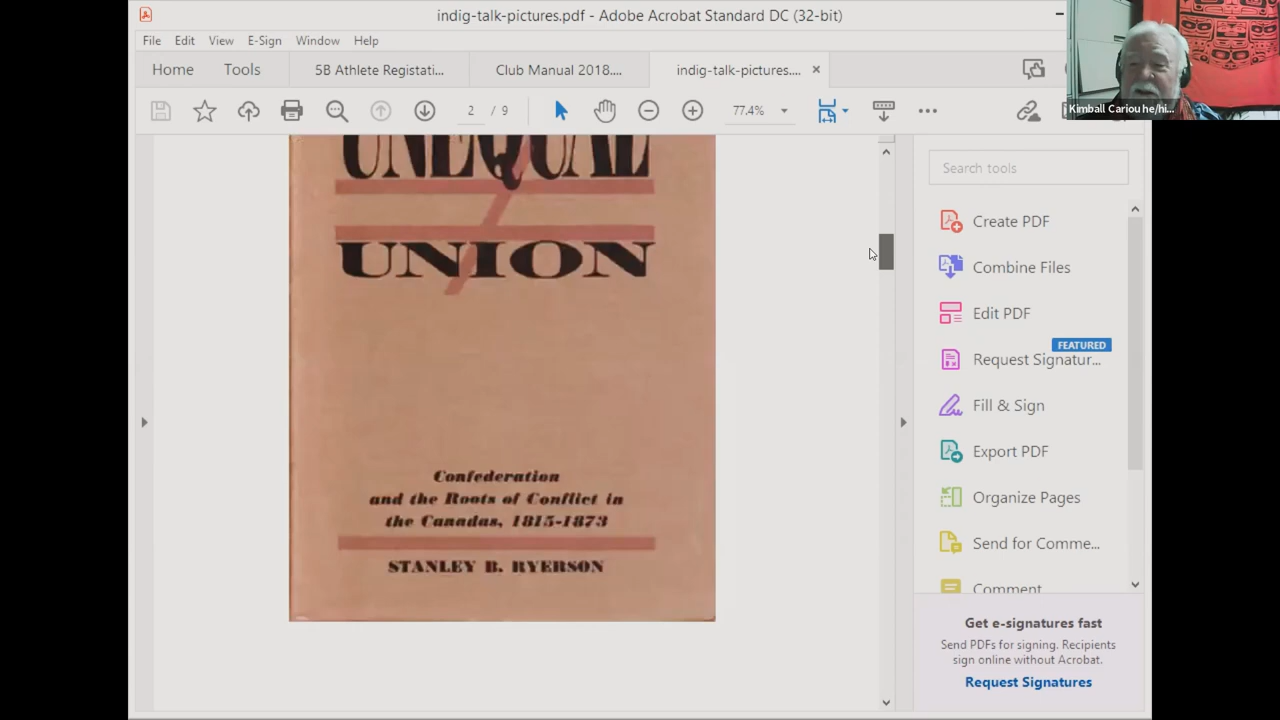 indig-talk-pictures.pdf - Adobe Acrobat Standard DC (32-bit)
File Edit View E-Sign Window Help
Home Tools 5B Athlete Registati... Club Manual 2018.... indig-talk-pictures.... ×
2 / 9 77.4%
Kimball Cariou he/hi...
UNEQUAL
UNION
Confederation
and the Roots of Conflict in
the Canadas, 1815-1873
STANLEY B. RYERSON
Search tools
Create PDF
Combine Files
Edit PDF
FEATURED
Request Signatur...
Fill & Sign
Export PDF
Organize Pages
Send for Comme...
Comment
Get e-signatures fast
Send PDFs for signing. Recipients
sign online without Acrobat.
Request Signatures